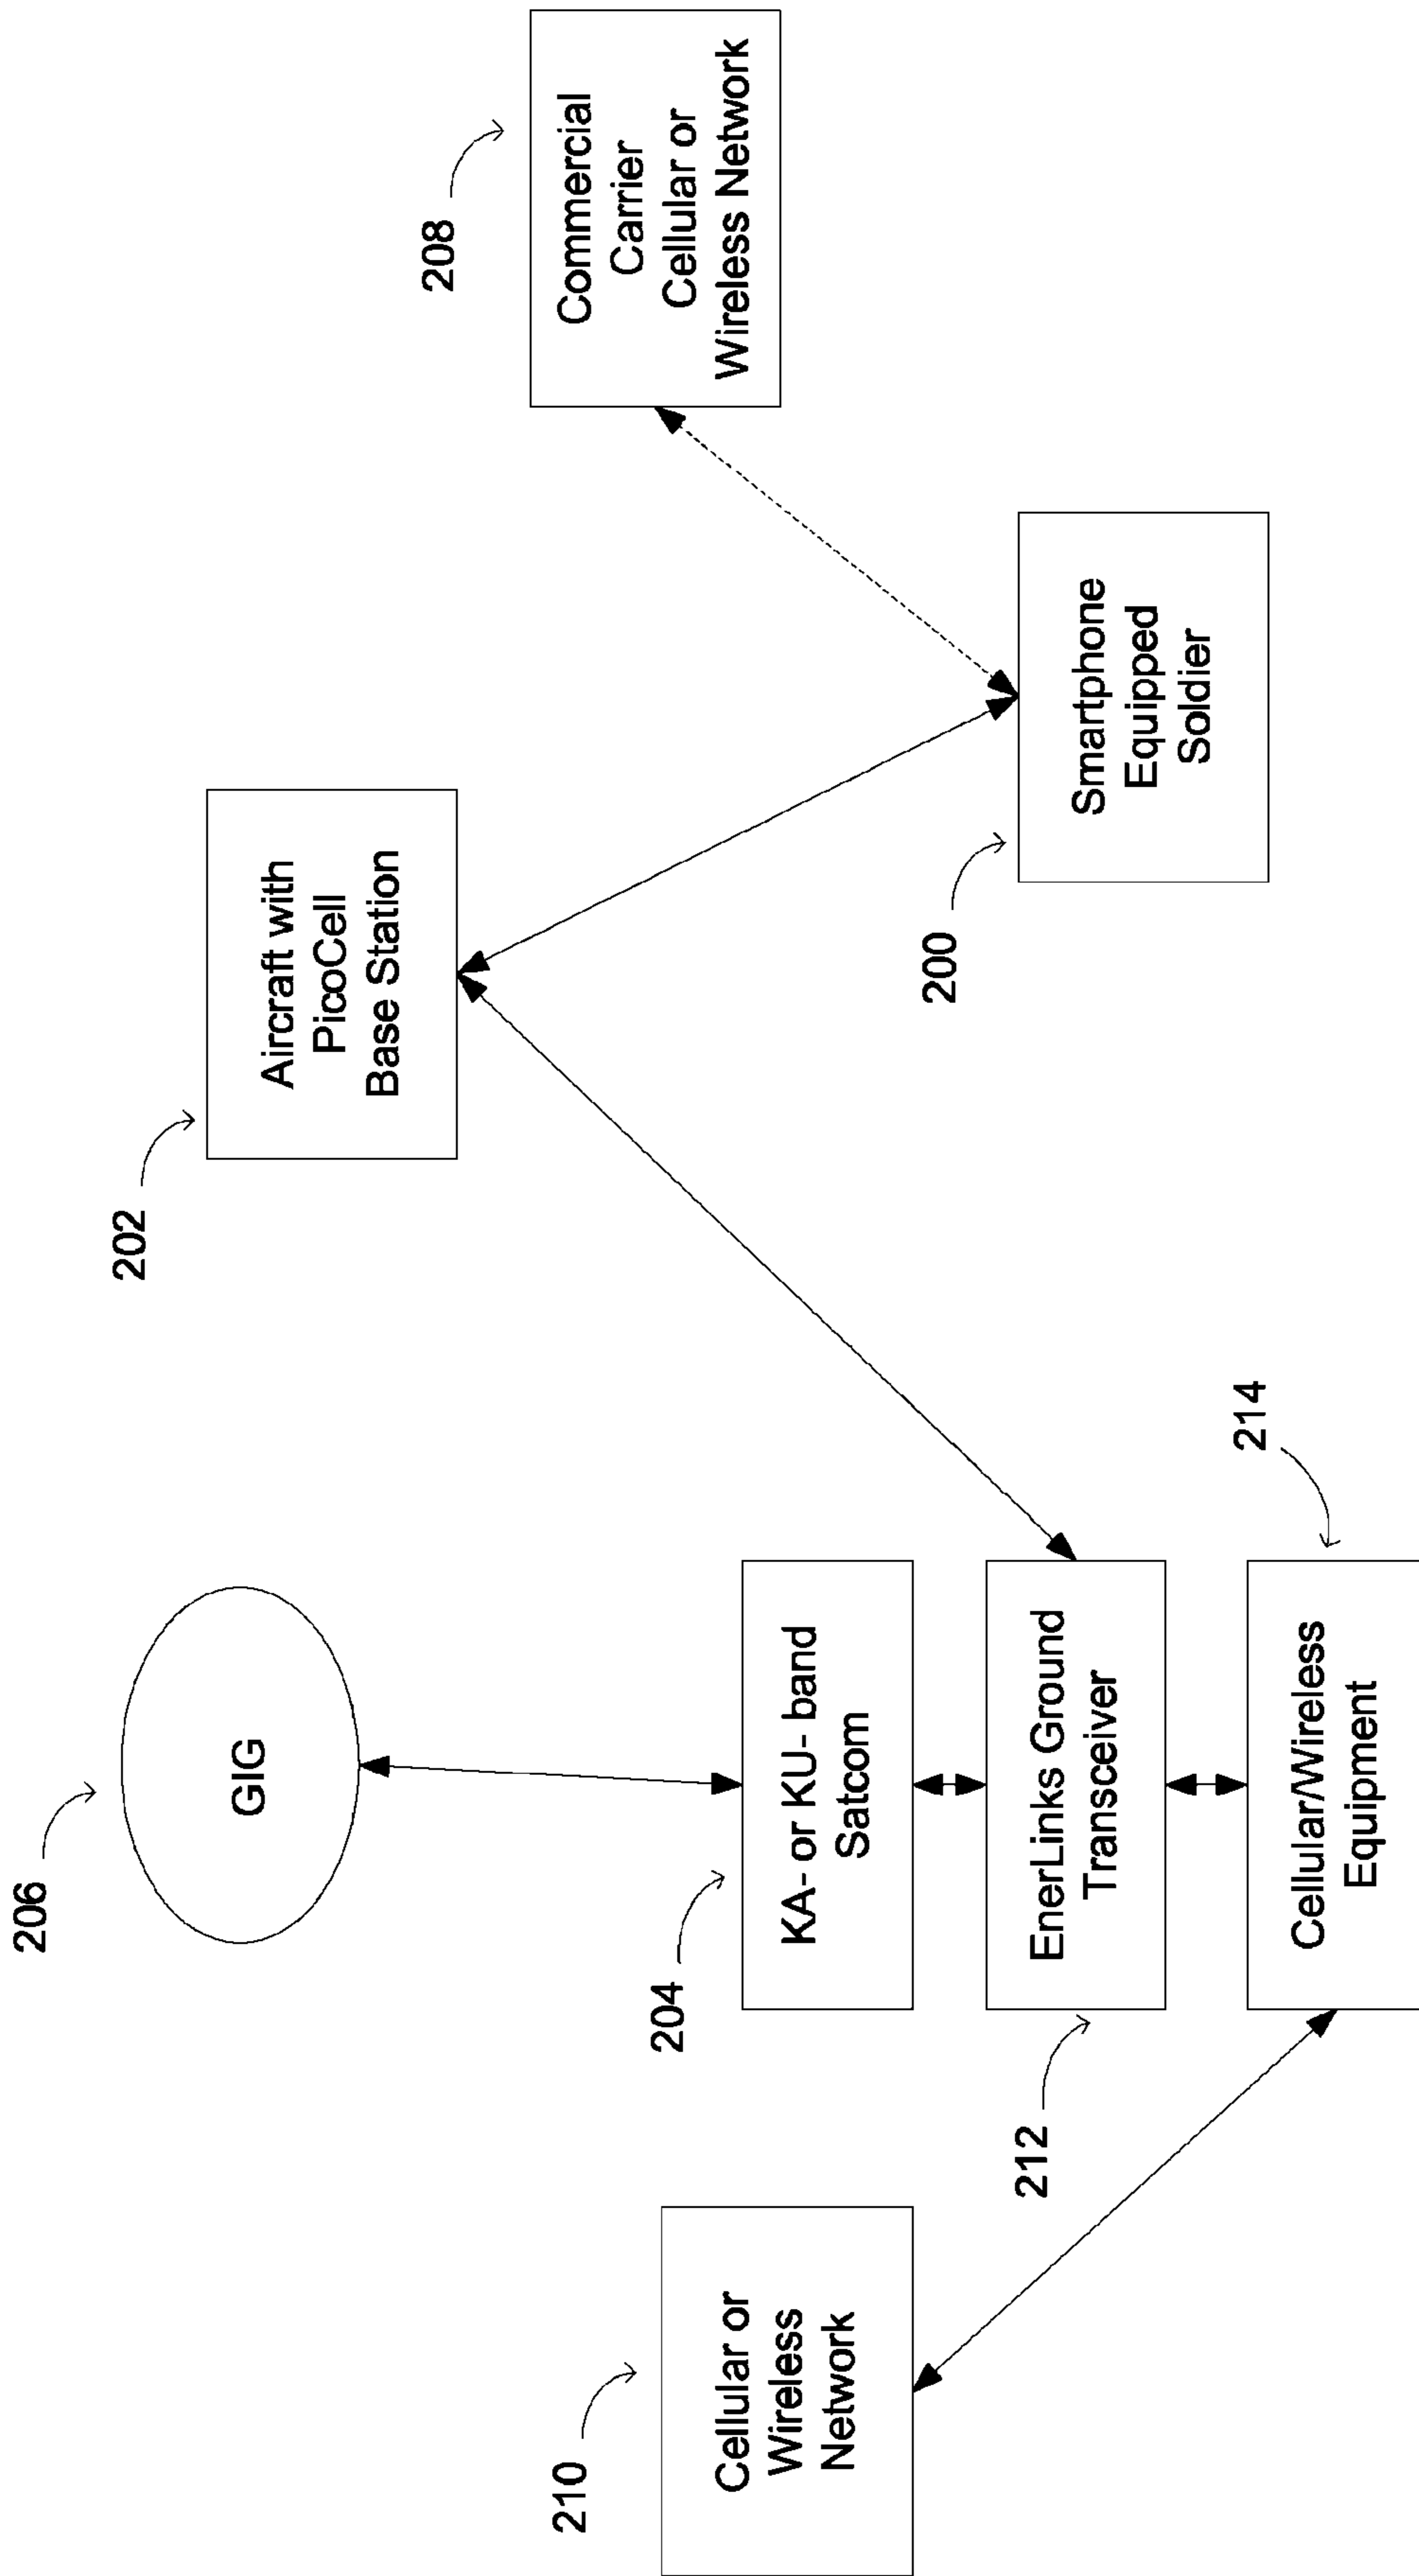 206
GIG
202
Aircraft with
PicoCell
Base Station
208
Commercial
Carrier
Cellular or
Wireless Network
210
Cellular or
Wireless
Network
204
KA- or KU- band
Satcom
212
EnerLinks Ground
Transceiver
214
Cellular/Wireless
Equipment
200
Smartphone
Equipped
Soldier